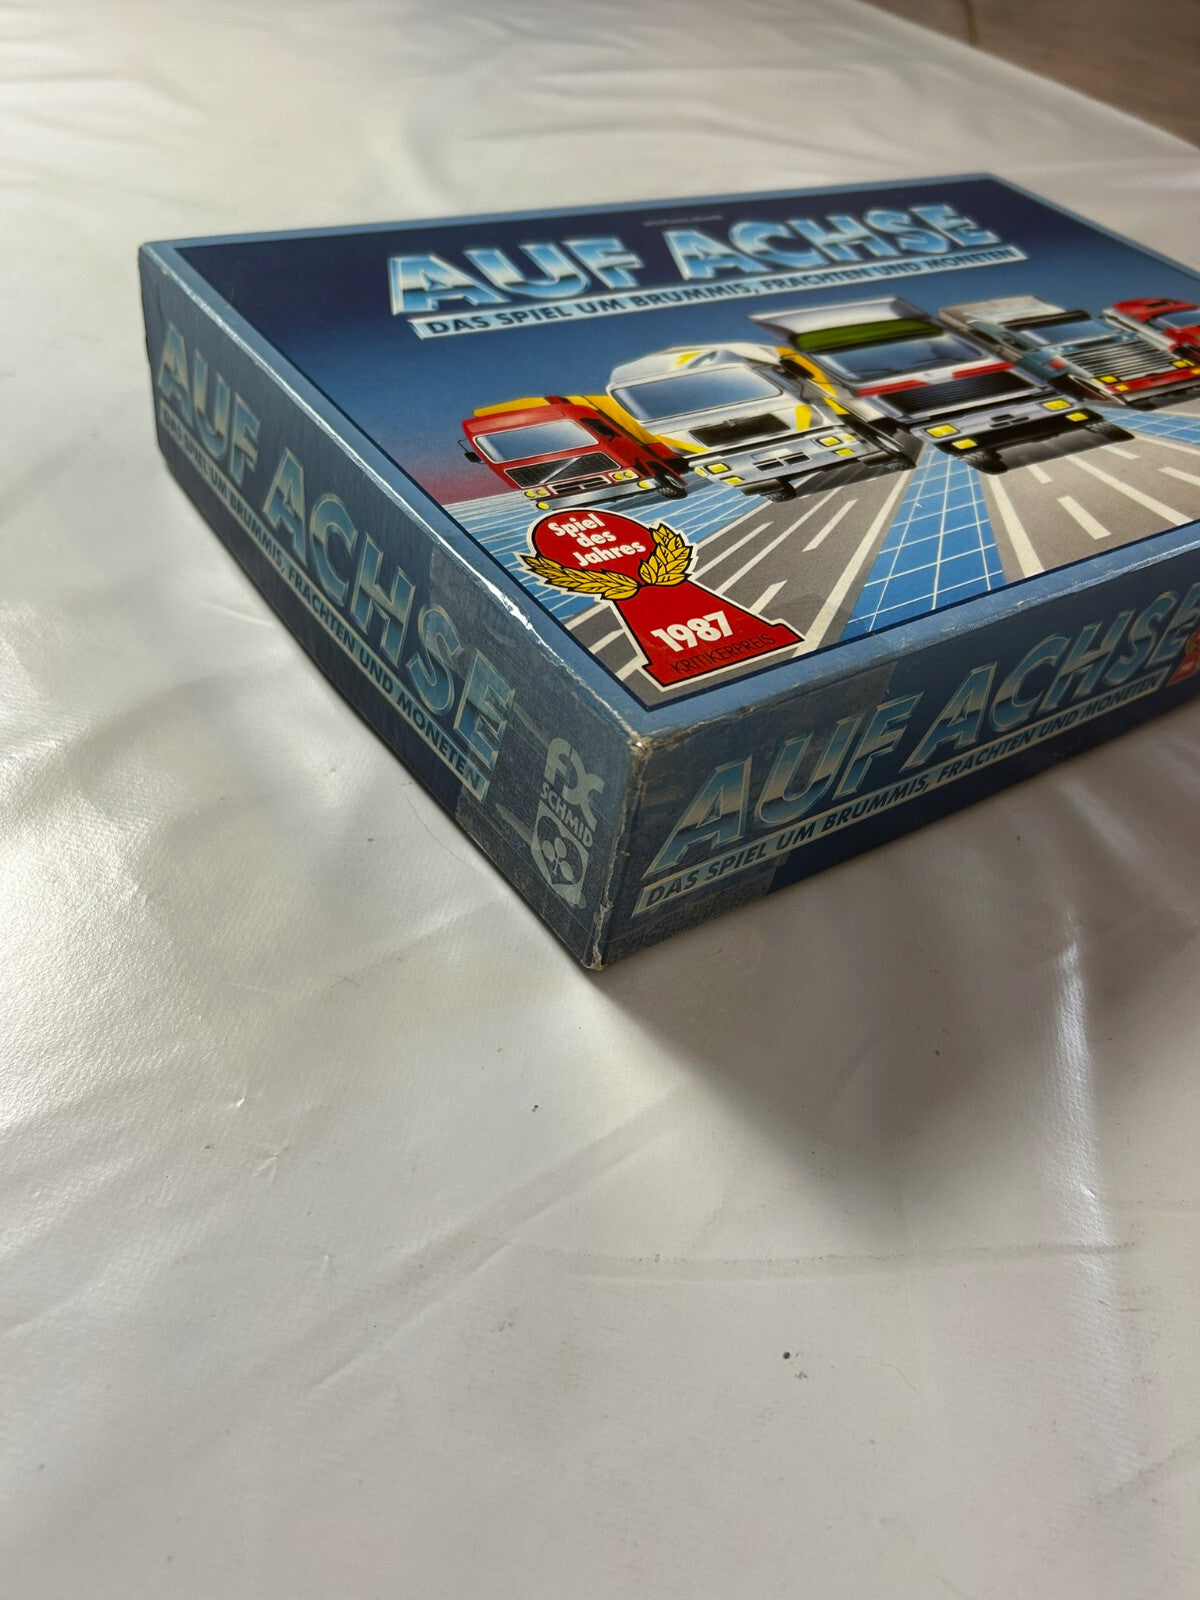 AUF ACHSE
DAS SPIEL UM BRUMMIS, FRACHTEN UND MONETEN
Spiel
des
Jahres
1987
KRITIKERPREIS
AUF ACHSE
DAS SPIEL UM BRUMMIS, FRACHTEN UND MONETEN
FX
SCHMID
AUF ACHSE
DAS SPIEL UM BRUMMIS, FRACHTEN UND MONETEN